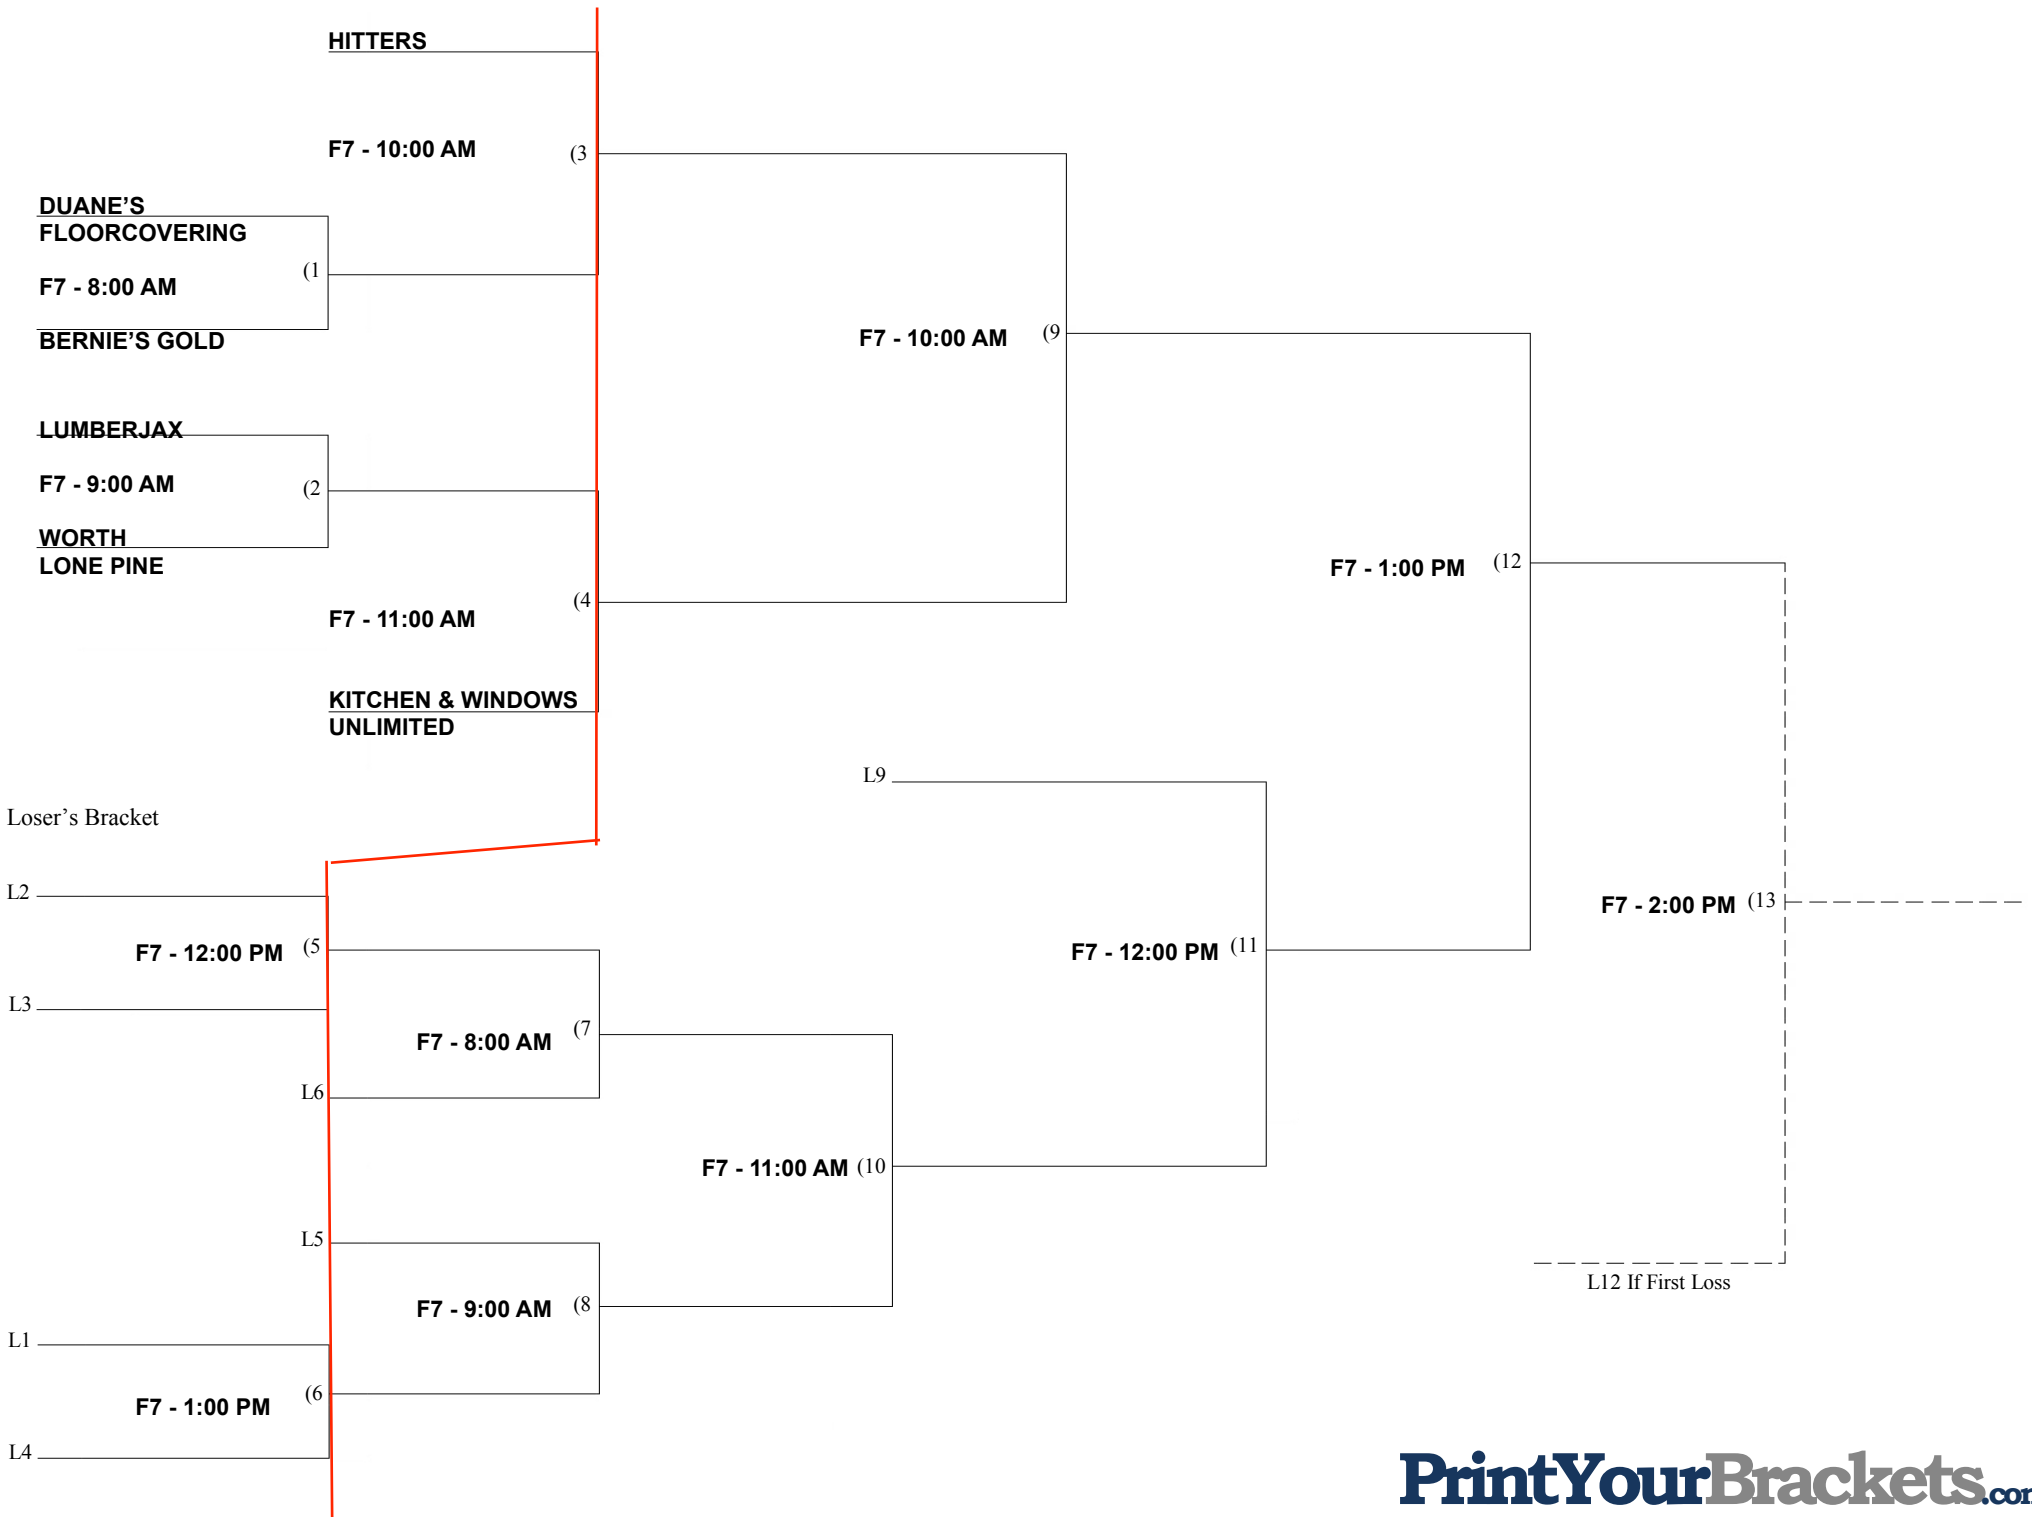 HITTERS
F7 - 10:00 AM (3
DUANE’S
FLOORCOVERING
F7 - 8:00 AM (1
BERNIE’S GOLD
F7 - 10:00 AM (9
LUMBERJAX
F7 - 9:00 AM (2
WORTH
LONE PINE
F7 - 1:00 PM (12
F7 - 11:00 AM (4
KITCHEN & WINDOWS
UNLIMITED
L9
Loser’s Bracket
L2
F7 - 12:00 PM (5
L3
F7 - 12:00 PM (11
F7 - 2:00 PM (13
F7 - 8:00 AM (7
L6
F7 - 11:00 AM (10
L5
F7 - 9:00 AM (8
L12 If First Loss
L1
F7 - 1:00 PM (6
L4
PrintYourBrackets.com